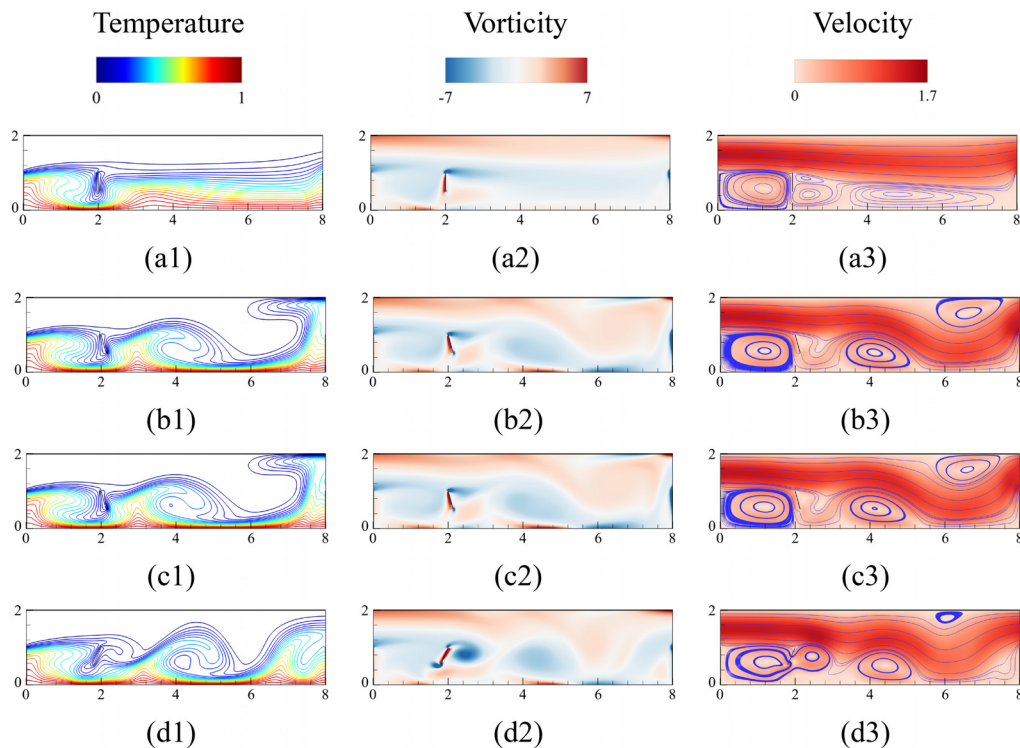 Temperature Vorticity Velocity
0 1 -7 7 0 1.7
2 2 2
0 0 0
0 2 4 6 8 0 2 4 6 8 0 2 4 6 8
(a1) (a2) (a3)
2 2 2
0 0 0
0 2 4 6 8 0 2 4 6 8 0 2 4 6 8
(b1) (b2) (b3)
2 2 2
0 0 0
0 2 4 6 8 0 2 4 6 8 0 2 4 6 8
(c1) (c2) (c3)
2 2 2
0 0 0
0 2 4 6 8 0 2 4 6 8 0 2 4 6 8
(d1) (d2) (d3)